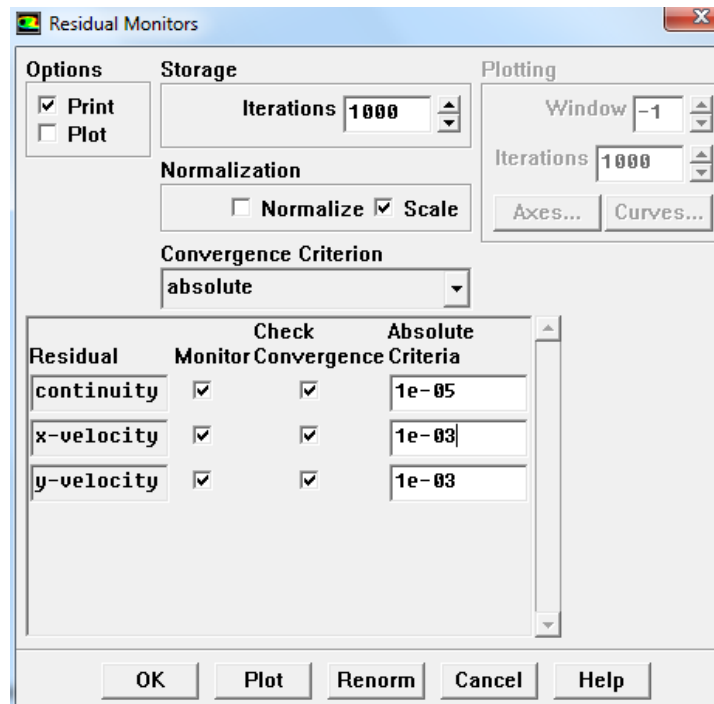 Residual Monitors
Options
Print
Plot
Storage
Iterations 1000
Normalization
Normalize Scale
Convergence Criterion
absolute
Plotting
Window -1
Iterations 1000
Axes... Curves...
Residual Monitor Check Convergence Absolute Criteria
continuity 1e-05
x-velocity 1e-03
y-velocity 1e-03
OK Plot Renorm Cancel Help